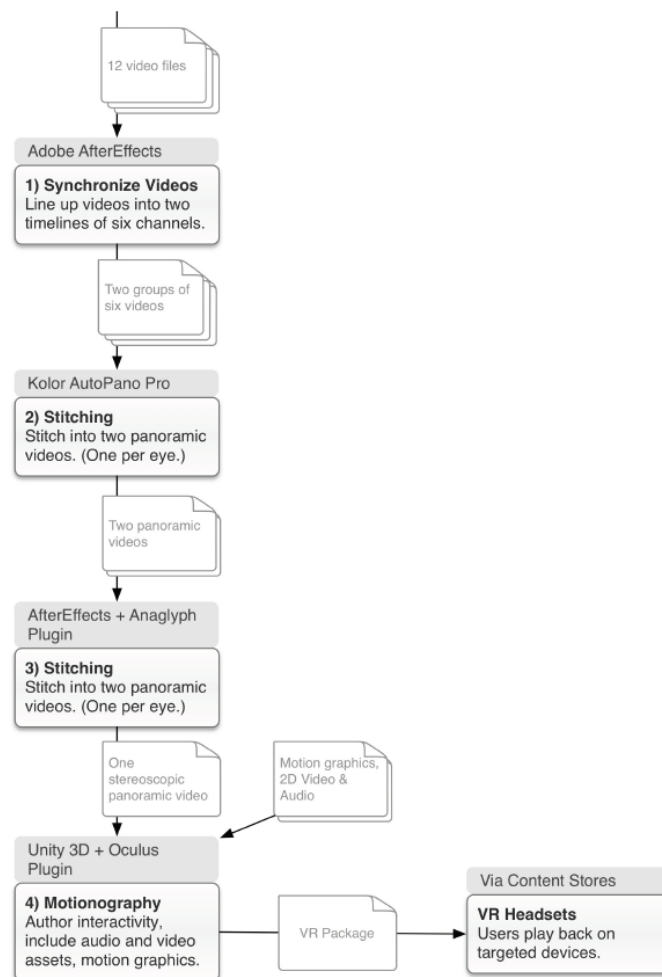 12 video files
Adobe AfterEffects
1) Synchronize Videos
Line up videos into two
timelines of six channels.
Two groups of
six videos
Kolor AutoPano Pro
2) Stitching
Stitch into two panoramic
videos. (One per eye.)
Two panoramic
videos
AfterEffects + Anaglyph
Plugin
3) Stitching
Stitch into two panoramic
videos. (One per eye.)
One
stereoscopic
panoramic video
Motion graphics,
2D Video &
Audio
Unity 3D + Oculus
Plugin
4) Motionography
Author interactivity,
include audio and video
assets, motion graphics.
VR Package
Via Content Stores
VR Headsets
Users play back on
targeted devices.